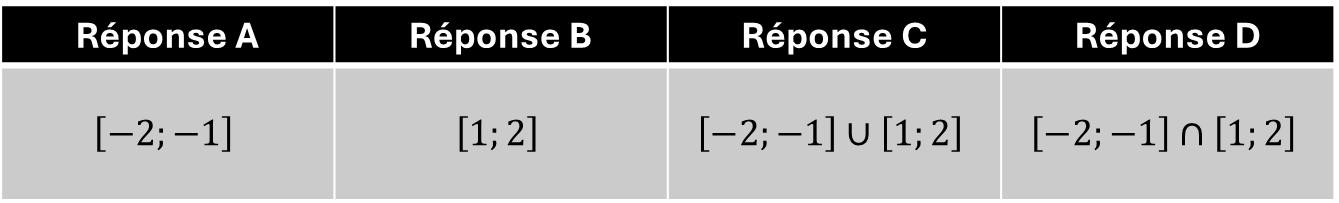 Réponse A Réponse B Réponse C Réponse D
[−2; −1] [1; 2] [−2; −1] ∪ [1; 2] [−2; −1] ∩ [1; 2]